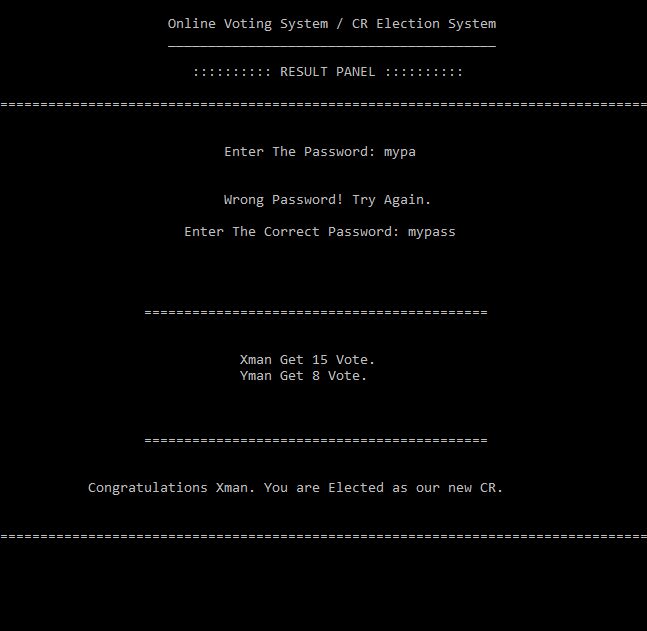 Online Voting System / CR Election System
_________________________________________
:::::::::: RESULT PANEL ::::::::::
=================================================================================
Enter The Password: mypa
Wrong Password! Try Again.
Enter The Correct Password: mypass
===========================================
Xman Get 15 Vote.
Yman Get 8 Vote.
===========================================
Congratulations Xman. You are Elected as our new CR.
=================================================================================